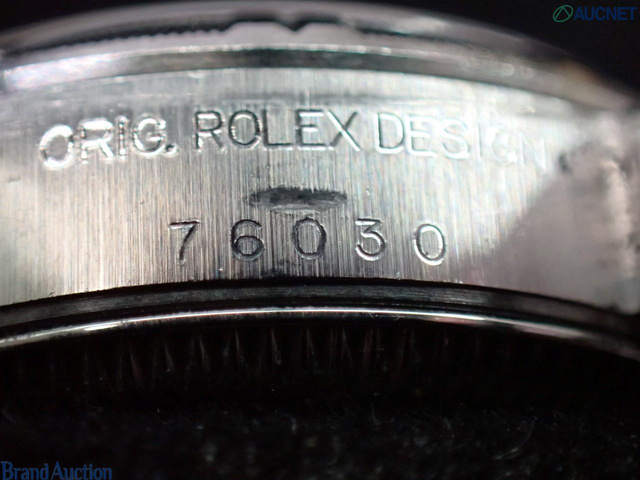 AUCNET
ORIG. ROLEX DESIGN
76030
Brand Auction